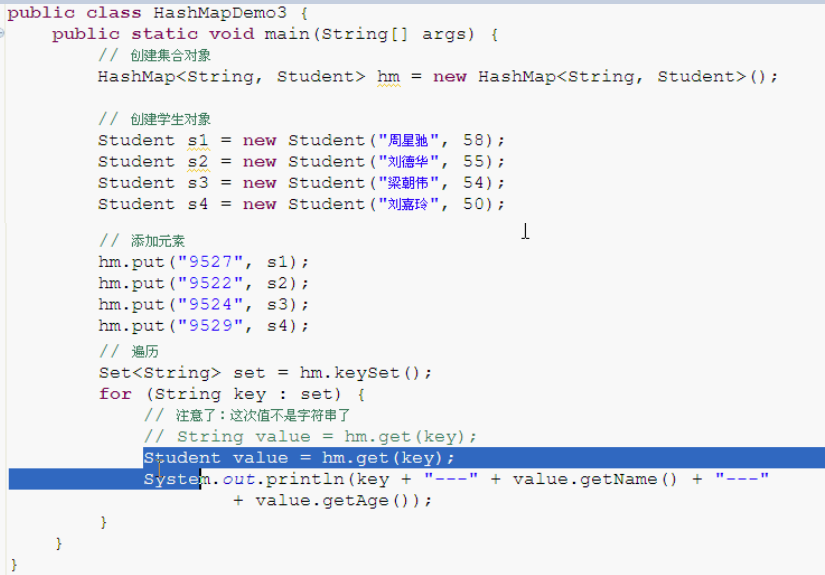 public class HashMapDemo3 {
public static void main(String[] args) {
// 创建集合对象
HashMap<String, Student> hm = new HashMap<String, Student>();
// 创建学生对象
Student s1 = new Student("周星驰", 58);
Student s2 = new Student("刘德华", 55);
Student s3 = new Student("梁朝伟", 54);
Student s4 = new Student("刘嘉玲", 50);
// 添加元素
hm.put("9527", s1);
hm.put("9522", s2);
hm.put("9524", s3);
hm.put("9529", s4);
// 遍历
Set<String> set = hm.keySet();
for (String key : set) {
// 注意了：这次值不是字符串了
// String value = hm.get(key);
Student value = hm.get(key);
System.out.println(key + "---" + value.getName() + "---"
+ value.getAge());
}
}
}